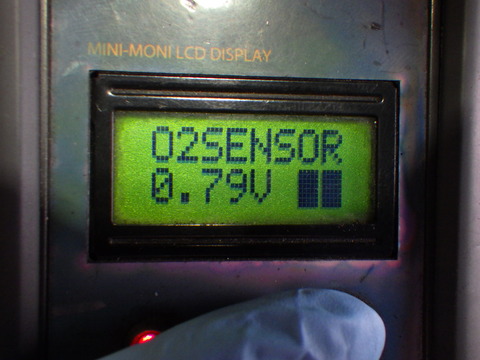 MINI-MONI LCD DISPLAY
O2SENSOR
0.79V